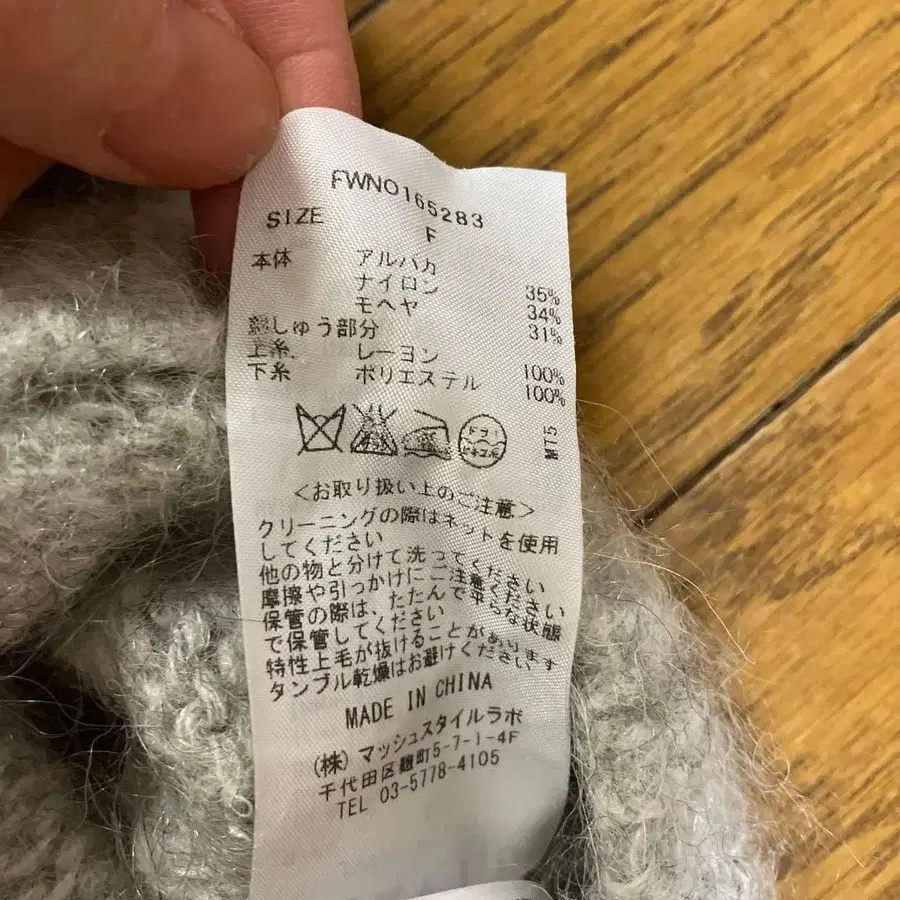 FWNO165283
SIZE F
本体 アルパカ 35%
ナイロン 34%
モヘヤ 31%
刺しゅう部分
上糸 レーヨン 100%
下糸 ポリエステル 100%
ドライ
セキユ系
MT5
<お取り扱い上のご注意>
クリーニングの際はネットを使用
してください
他の物と分けて洗ってください
摩擦や引っかけにご注意ください
保管の際は、たたんで平らな状態
で保管してください
特性上毛が抜けることがあります
タンブル乾燥はお避けください
MADE IN CHINA
(株)マッシュスタイルラボ
千代田区麹町5-7-1-4F
TEL 03-5778-4105